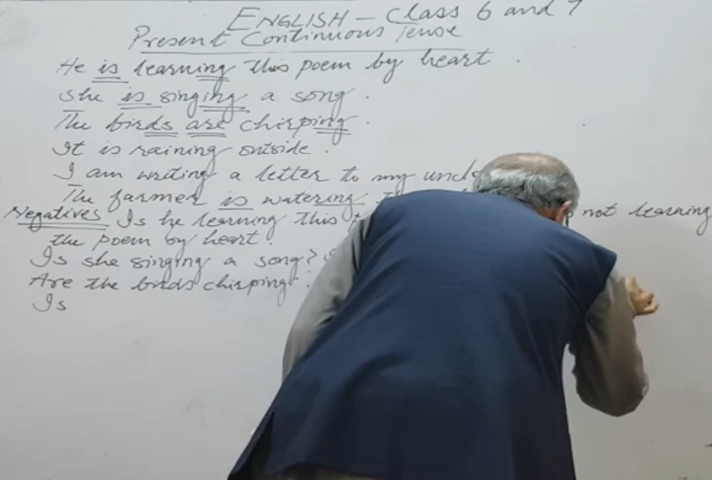 ENGLISH - Class 6 and 7
Present Continuous Tense
He is learning this poem by heart.
She is singing a song.
The birds are chirping.
It is raining outside.
I am writing a letter to my uncle
The farmer is watering
Negatives Is he learning this not learning
the poem by heart.
Is she singing a song?
Are the birds chirping
Is